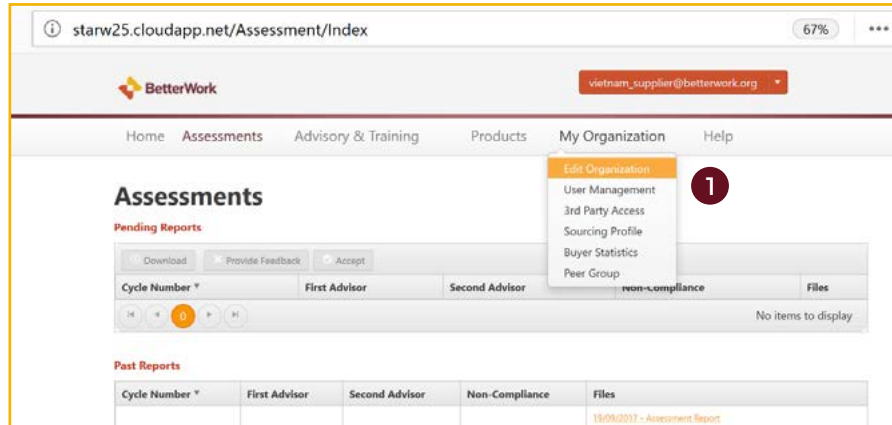 starw25.cloudapp.net/Assessment/Index 67% •••
BetterWork vietnam_supplier@betterwork.org
Home Assessments Advisory & Training Products My Organization Help
Edit Organization
1
User Management
3rd Party Access
Sourcing Profile
Buyer Statistics
Peer Group
Assessments
Pending Reports
Download Provide Feedback Accept
Cycle Number First Advisor Second Advisor Non-Compliance Files
0 No items to display
Past Reports
Cycle Number First Advisor Second Advisor Non-Compliance Files
19/09/2017 - Assessment Report